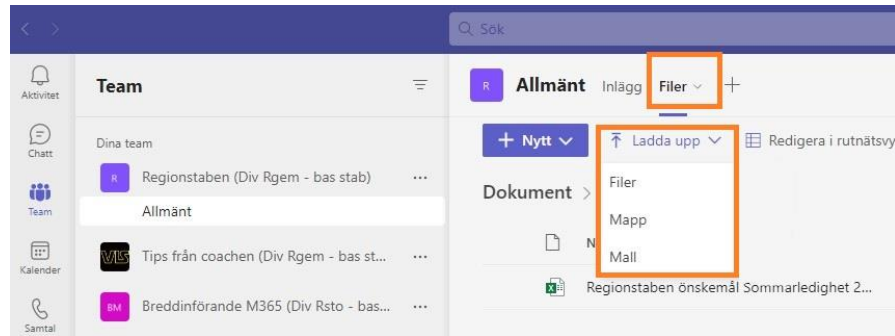 Sök
Aktivitet
Chatt
Team
Kalender
Samtal
Team
Dina team
R Regionstaben (Div Rgem - bas stab) ...
Allmänt
VLS Tips från coachen (Div Rgem - bas st... ...
BM Breddinförande M365 (Div Rsto - bas... ...
R Allmänt Inlägg Filer +
+ Nytt Ladda upp Redigera i rutnätsvy
Dokument >
Filer
Mapp
Mall
N
Regionstaben önskemål Sommarledighet 2...